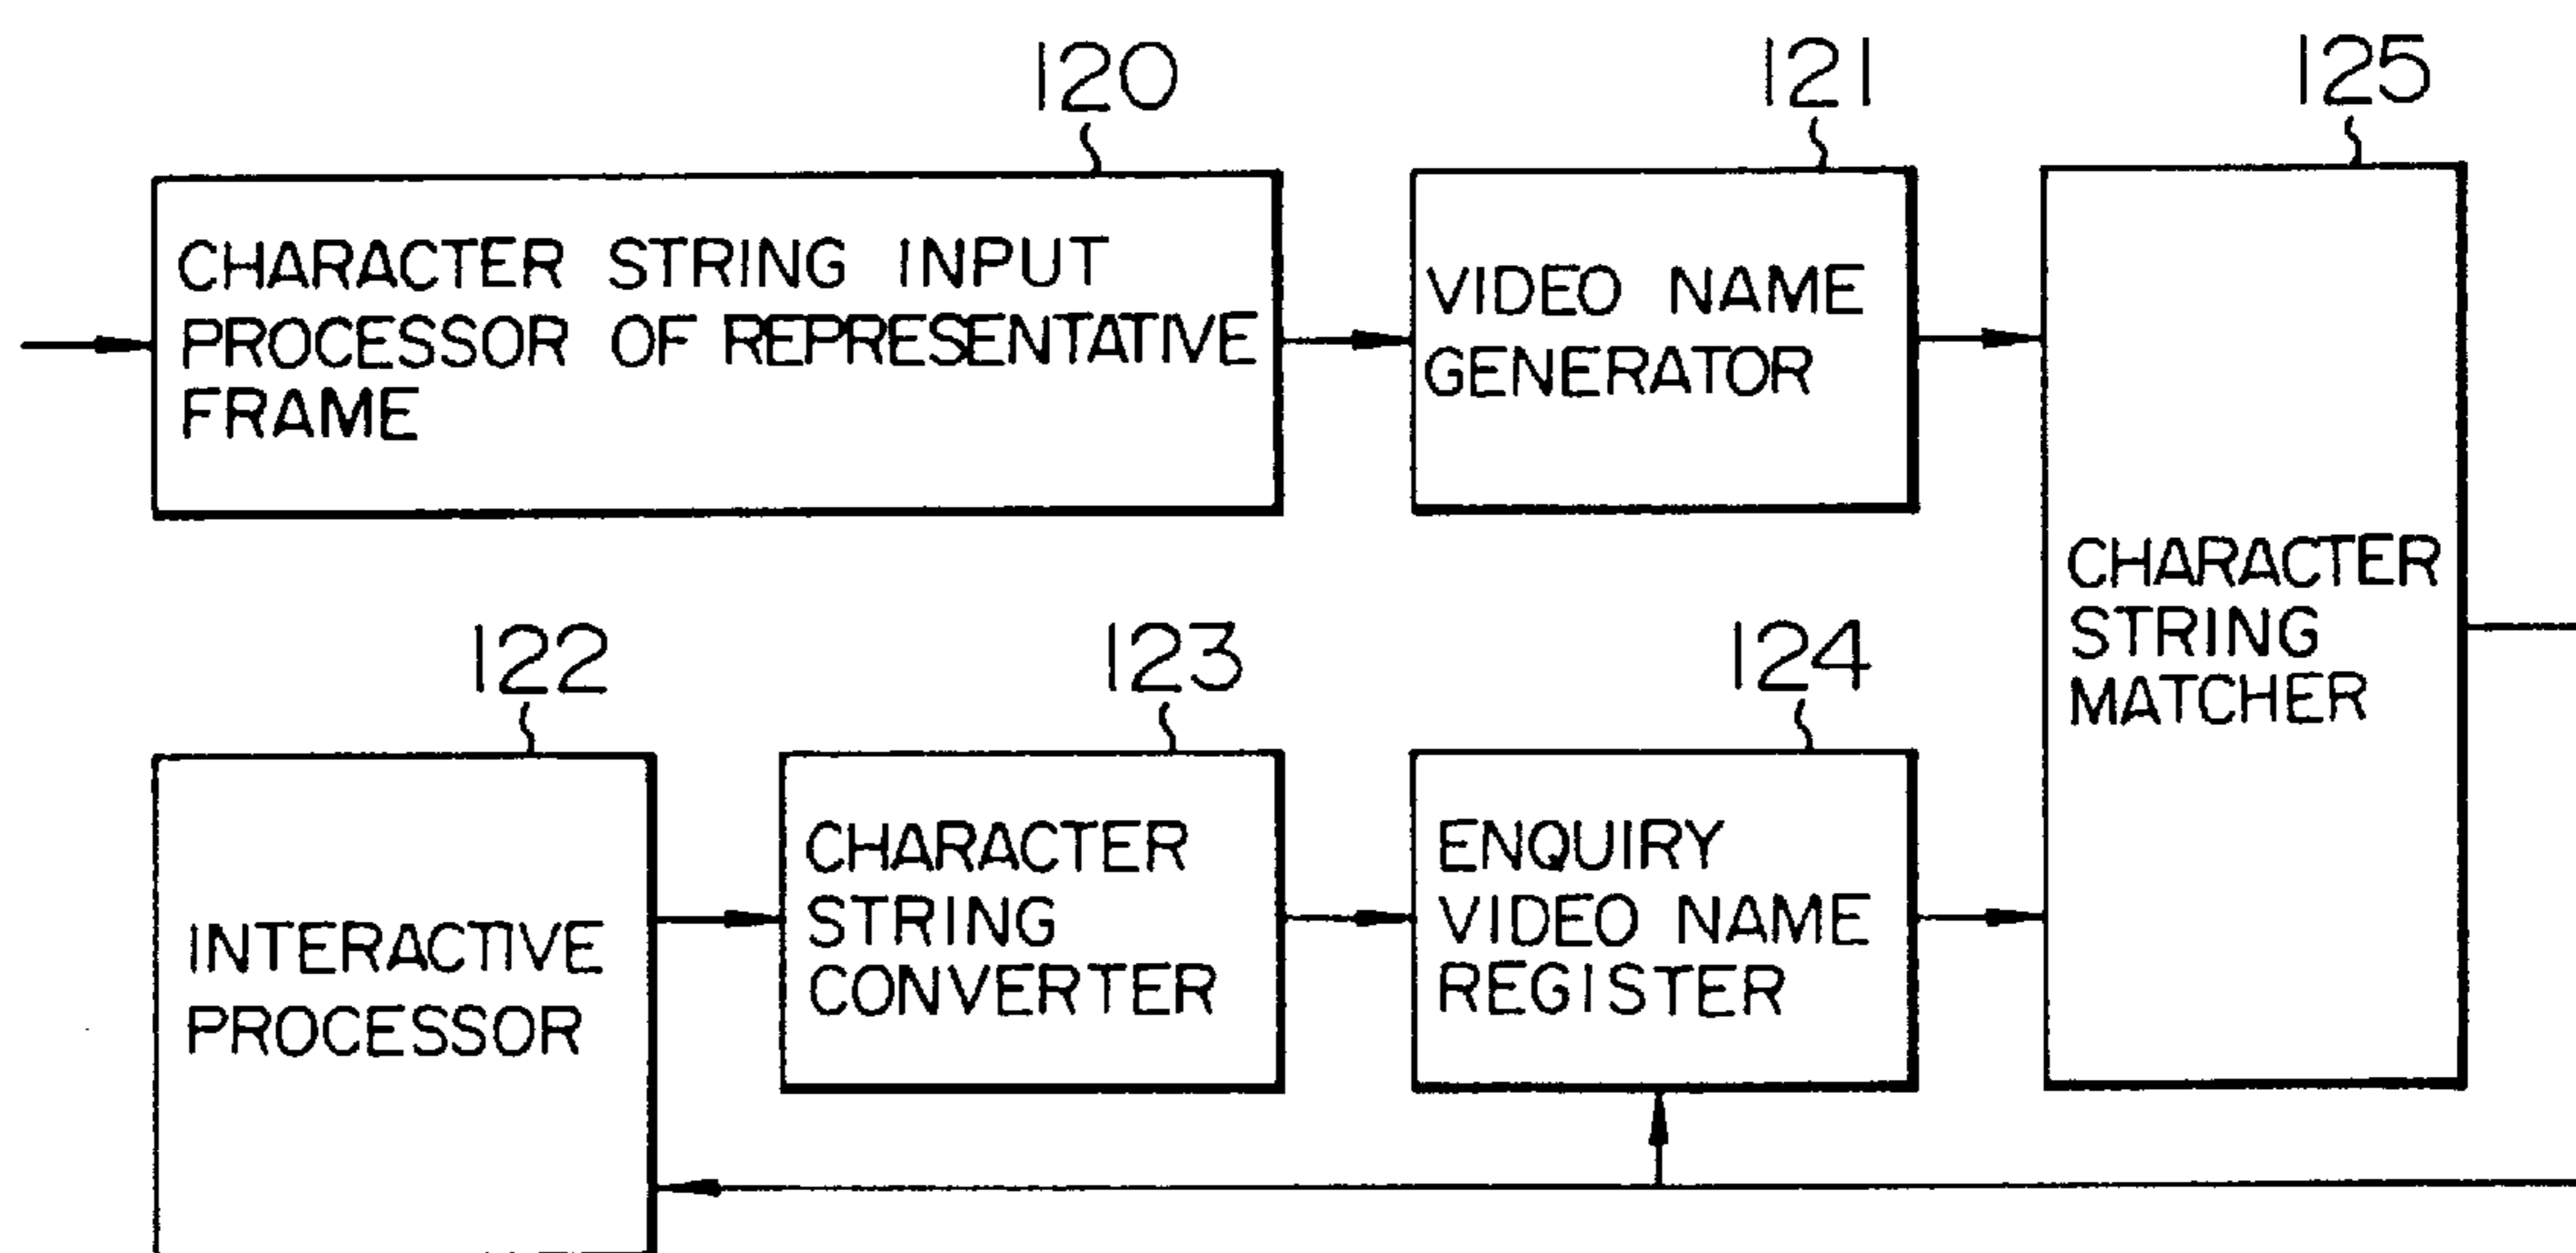 120
CHARACTER STRING INPUT
PROCESSOR OF REPRESENTATIVE
FRAME
121
VIDEO NAME
GENERATOR
125
CHARACTER
STRING
MATCHER
122
INTERACTIVE
PROCESSOR
123
CHARACTER
STRING
CONVERTER
124
ENQUIRY
VIDEO NAME
REGISTER